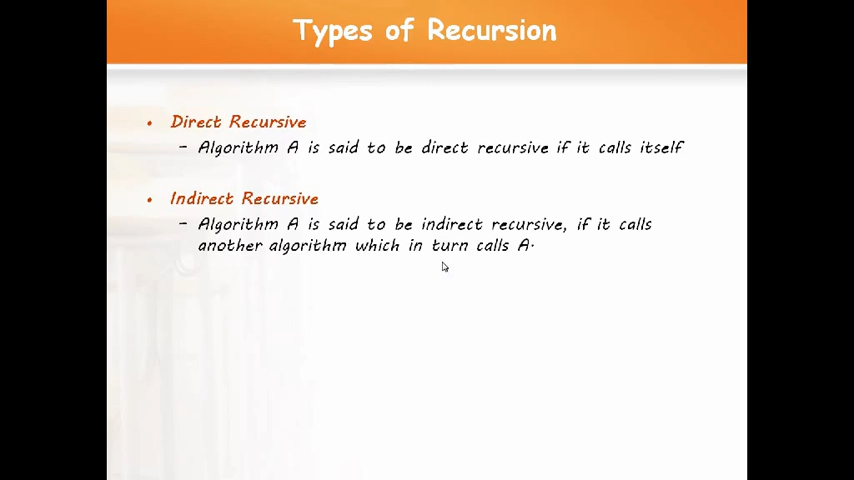 Types of Recursion
• Direct Recursive
– Algorithm A is said to be direct recursive if it calls itself
• Indirect Recursive
– Algorithm A is said to be indirect recursive, if it calls
another algorithm which in turn calls A.